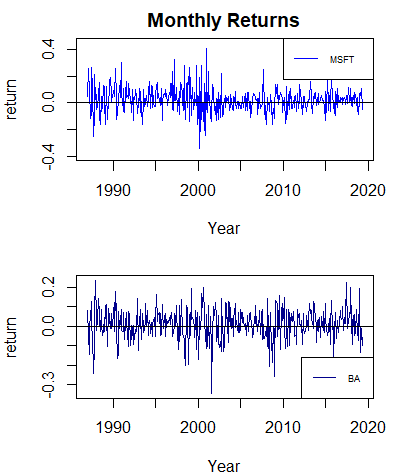 Monthly Returns
MSFT
return
0.4
0.0
-0.4
1990 2000 2010 2020
Year
BA
return
0.2
0.0
-0.3
1990 2000 2010 2020
Year